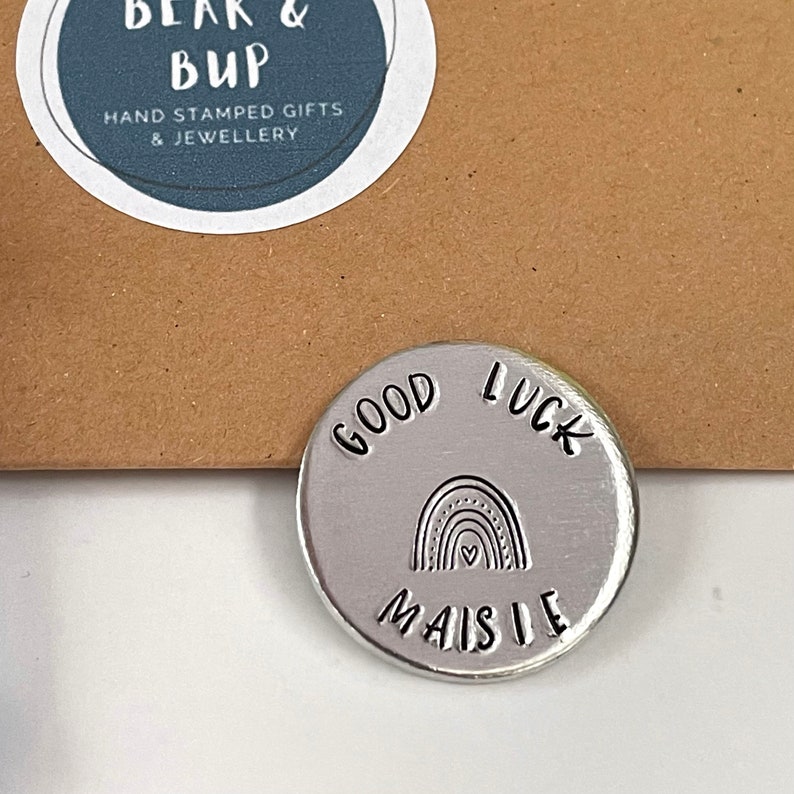 BEAR &
BUP
HAND STAMPED GIFTS
& JEWELLERY
GOOD LUCK
MAISIE